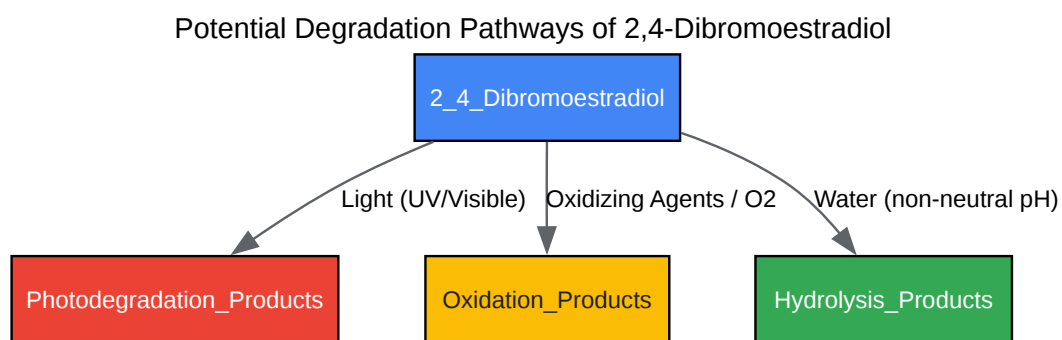 Potential Degradation Pathways of 2,4-Dibromoestradiol
2_4_Dibromoestradiol
Light (UV/Visible)
Oxidizing Agents / O2
Water (non-neutral pH)
Photodegradation_Products
Oxidation_Products
Hydrolysis_Products